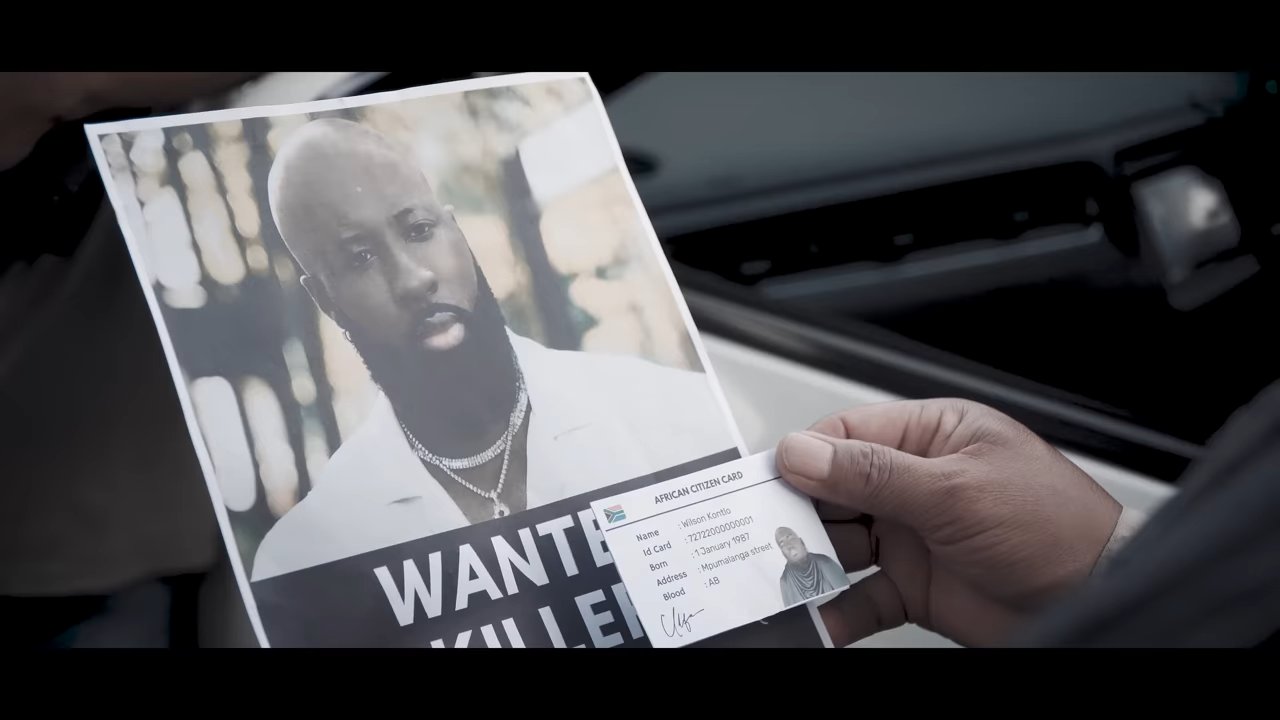 WANTE
KILLER
AFRICAN CITIZEN CARD
Name : Wilson Kontlo
Id Card : 72722000000001
Born : 1 January 1987
Address : Mpumalanga street
Blood : AB